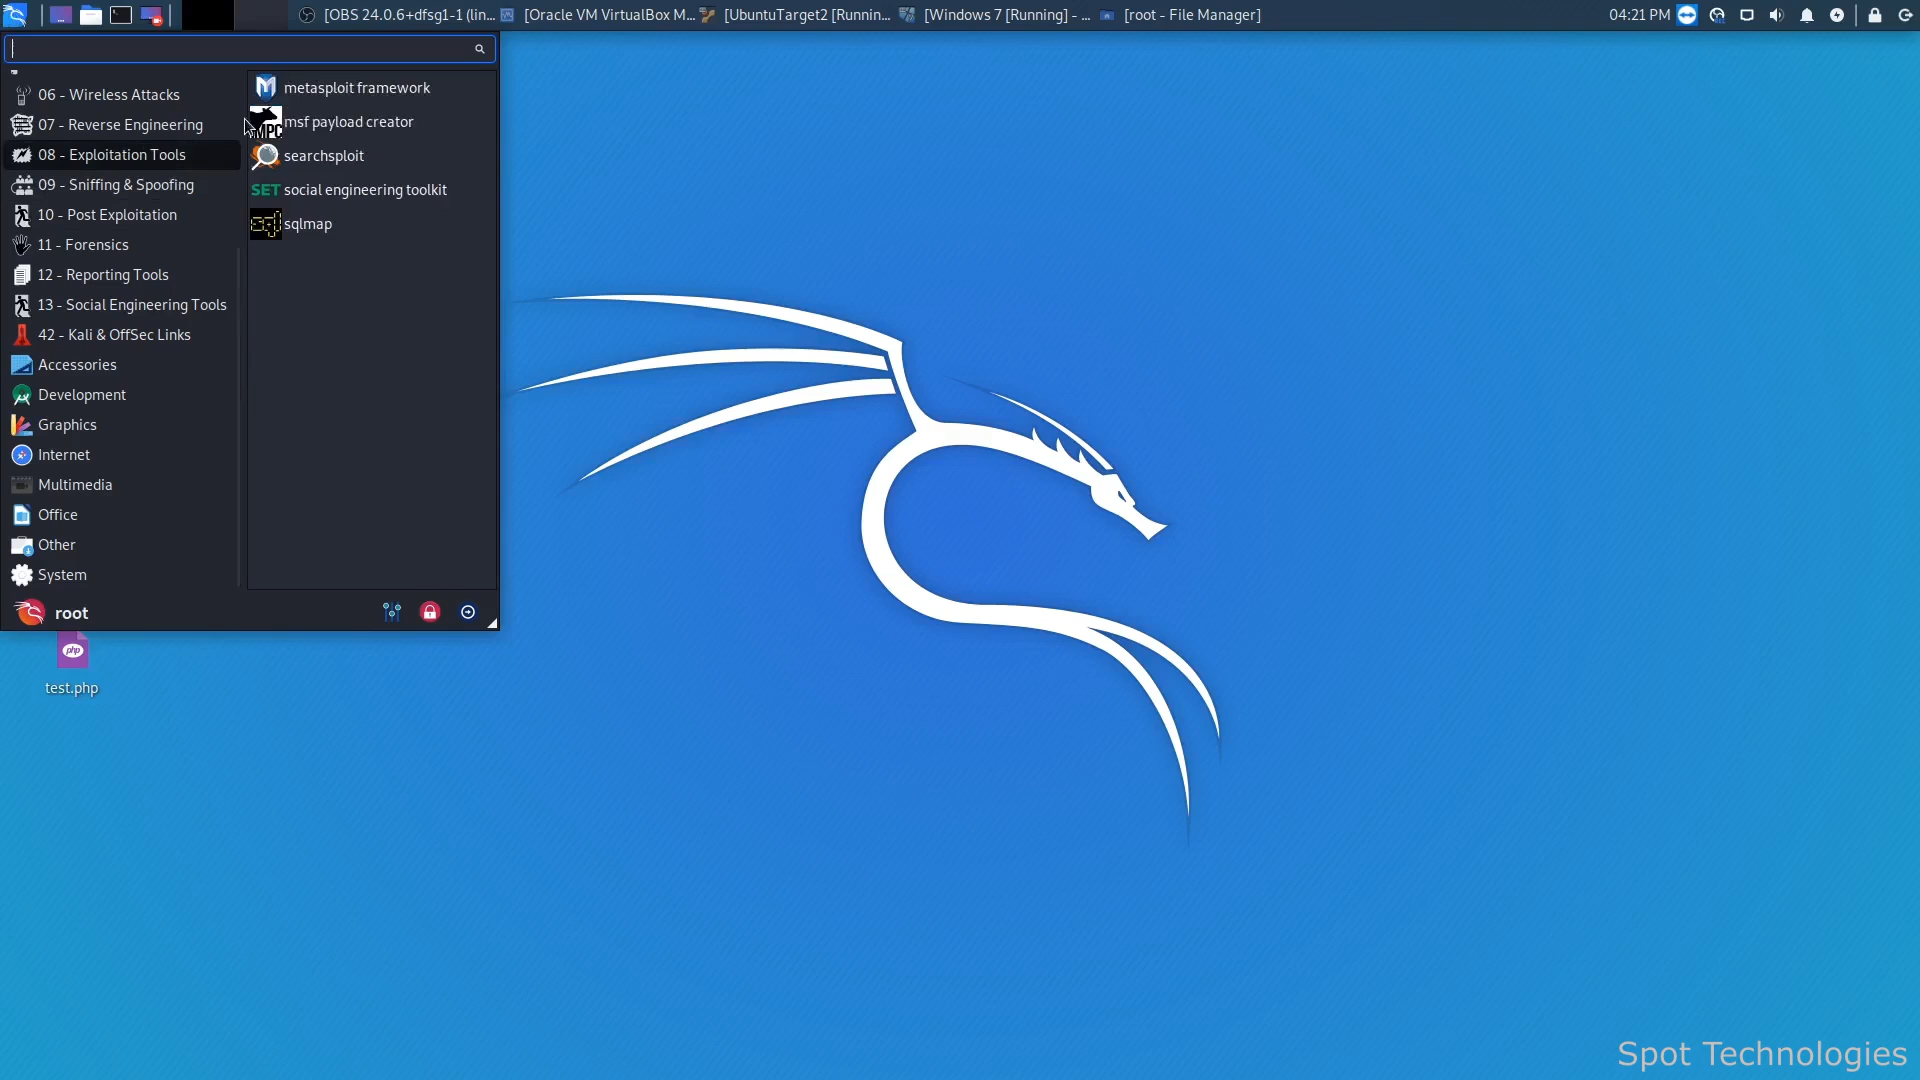 [OBS 24.0.6+dfsg1-1 (lin...
[Oracle VM VirtualBox M...
[UbuntuTarget2 [Runnin...
[Windows 7 [Running] - ...
[root - File Manager]
04:21 PM
06 - Wireless Attacks
07 - Reverse Engineering
08 - Exploitation Tools
09 - Sniffing & Spoofing
10 - Post Exploitation
11 - Forensics
12 - Reporting Tools
13 - Social Engineering Tools
42 - Kali & OffSec Links
Accessories
Development
Graphics
Internet
Multimedia
Office
Other
System
metasploit framework
MPC
msf payload creator
searchsploit
SET
social engineering toolkit
sql
sqlmap
root
php
test.php
Spot Technologies